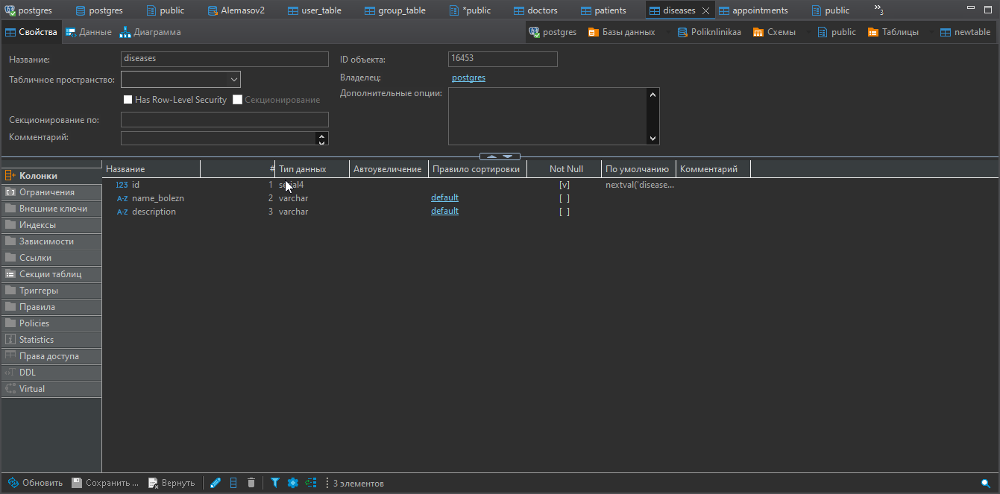 postgres postgres public Alemasov2 user_table group_table *public doctors patients diseases appointments public »3
Свойства Данные Диаграмма postgres Базы данных Poliknlinikaa Схемы public Таблицы newtable
Название: diseases ID объекта: 16453
Табличное пространство: Владелец: postgres
Has Row-Level Security Секционирование Дополнительные опции:
Секционирование по:
Комментарий:
Название # Тип данных Автоувеличение Правило сортировки Not Null По умолчанию Комментарий
123 id 1 serial4 [v] nextval('disease...
A-Z name_bolezn 2 varchar default [ ]
A-Z description 3 varchar default [ ]
Колонки
Ограничения
Внешние ключи
Индексы
Зависимости
Ссылки
Секции таблиц
Триггеры
Правила
Policies
Statistics
Права доступа
DDL
Virtual
Обновить Сохранить ... Вернуть 3 элементов